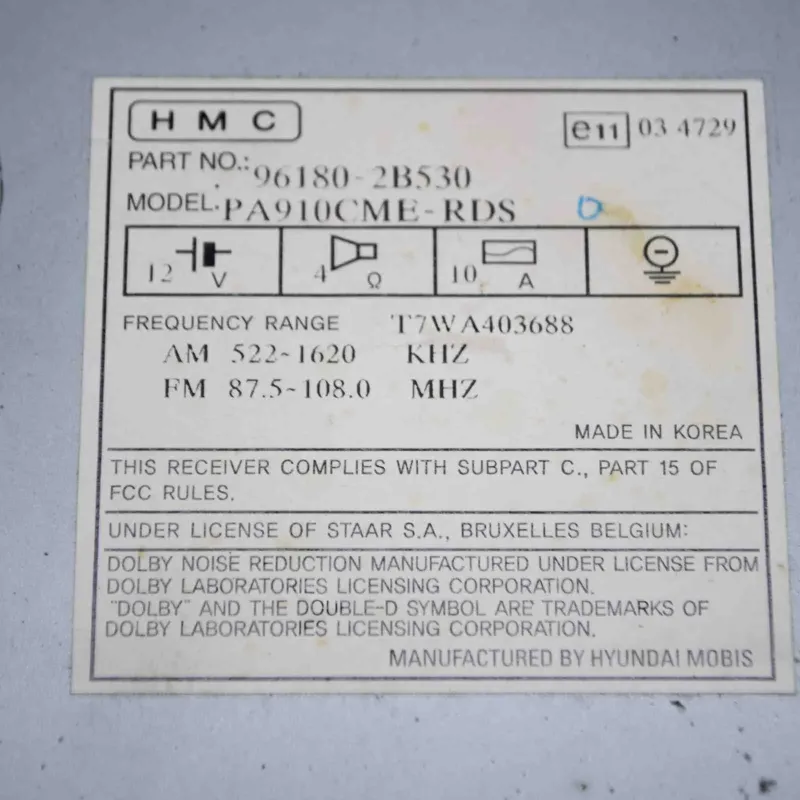 HMC
e11 03 4729
PART NO.: 96180-2B530
MODEL. PA910CME-RDS
12 V 4 Ω 10 A
FREQUENCY RANGE T7WA403688
AM 522~1620 KHZ
FM 87.5~108.0 MHZ
MADE IN KOREA
THIS RECEIVER COMPLIES WITH SUBPART C., PART 15 OF
FCC RULES.
UNDER LICENSE OF STAAR S.A., BRUXELLES BELGIUM:
DOLBY NOISE REDUCTION MANUFACTURED UNDER LICENSE FROM
DOLBY LABORATORIES LICENSING CORPORATION.
"DOLBY" AND THE DOUBLE-D SYMBOL ARE TRADEMARKS OF
DOLBY LABORATORIES LICENSING CORPORATION.
MANUFACTURED BY HYUNDAI MOBIS